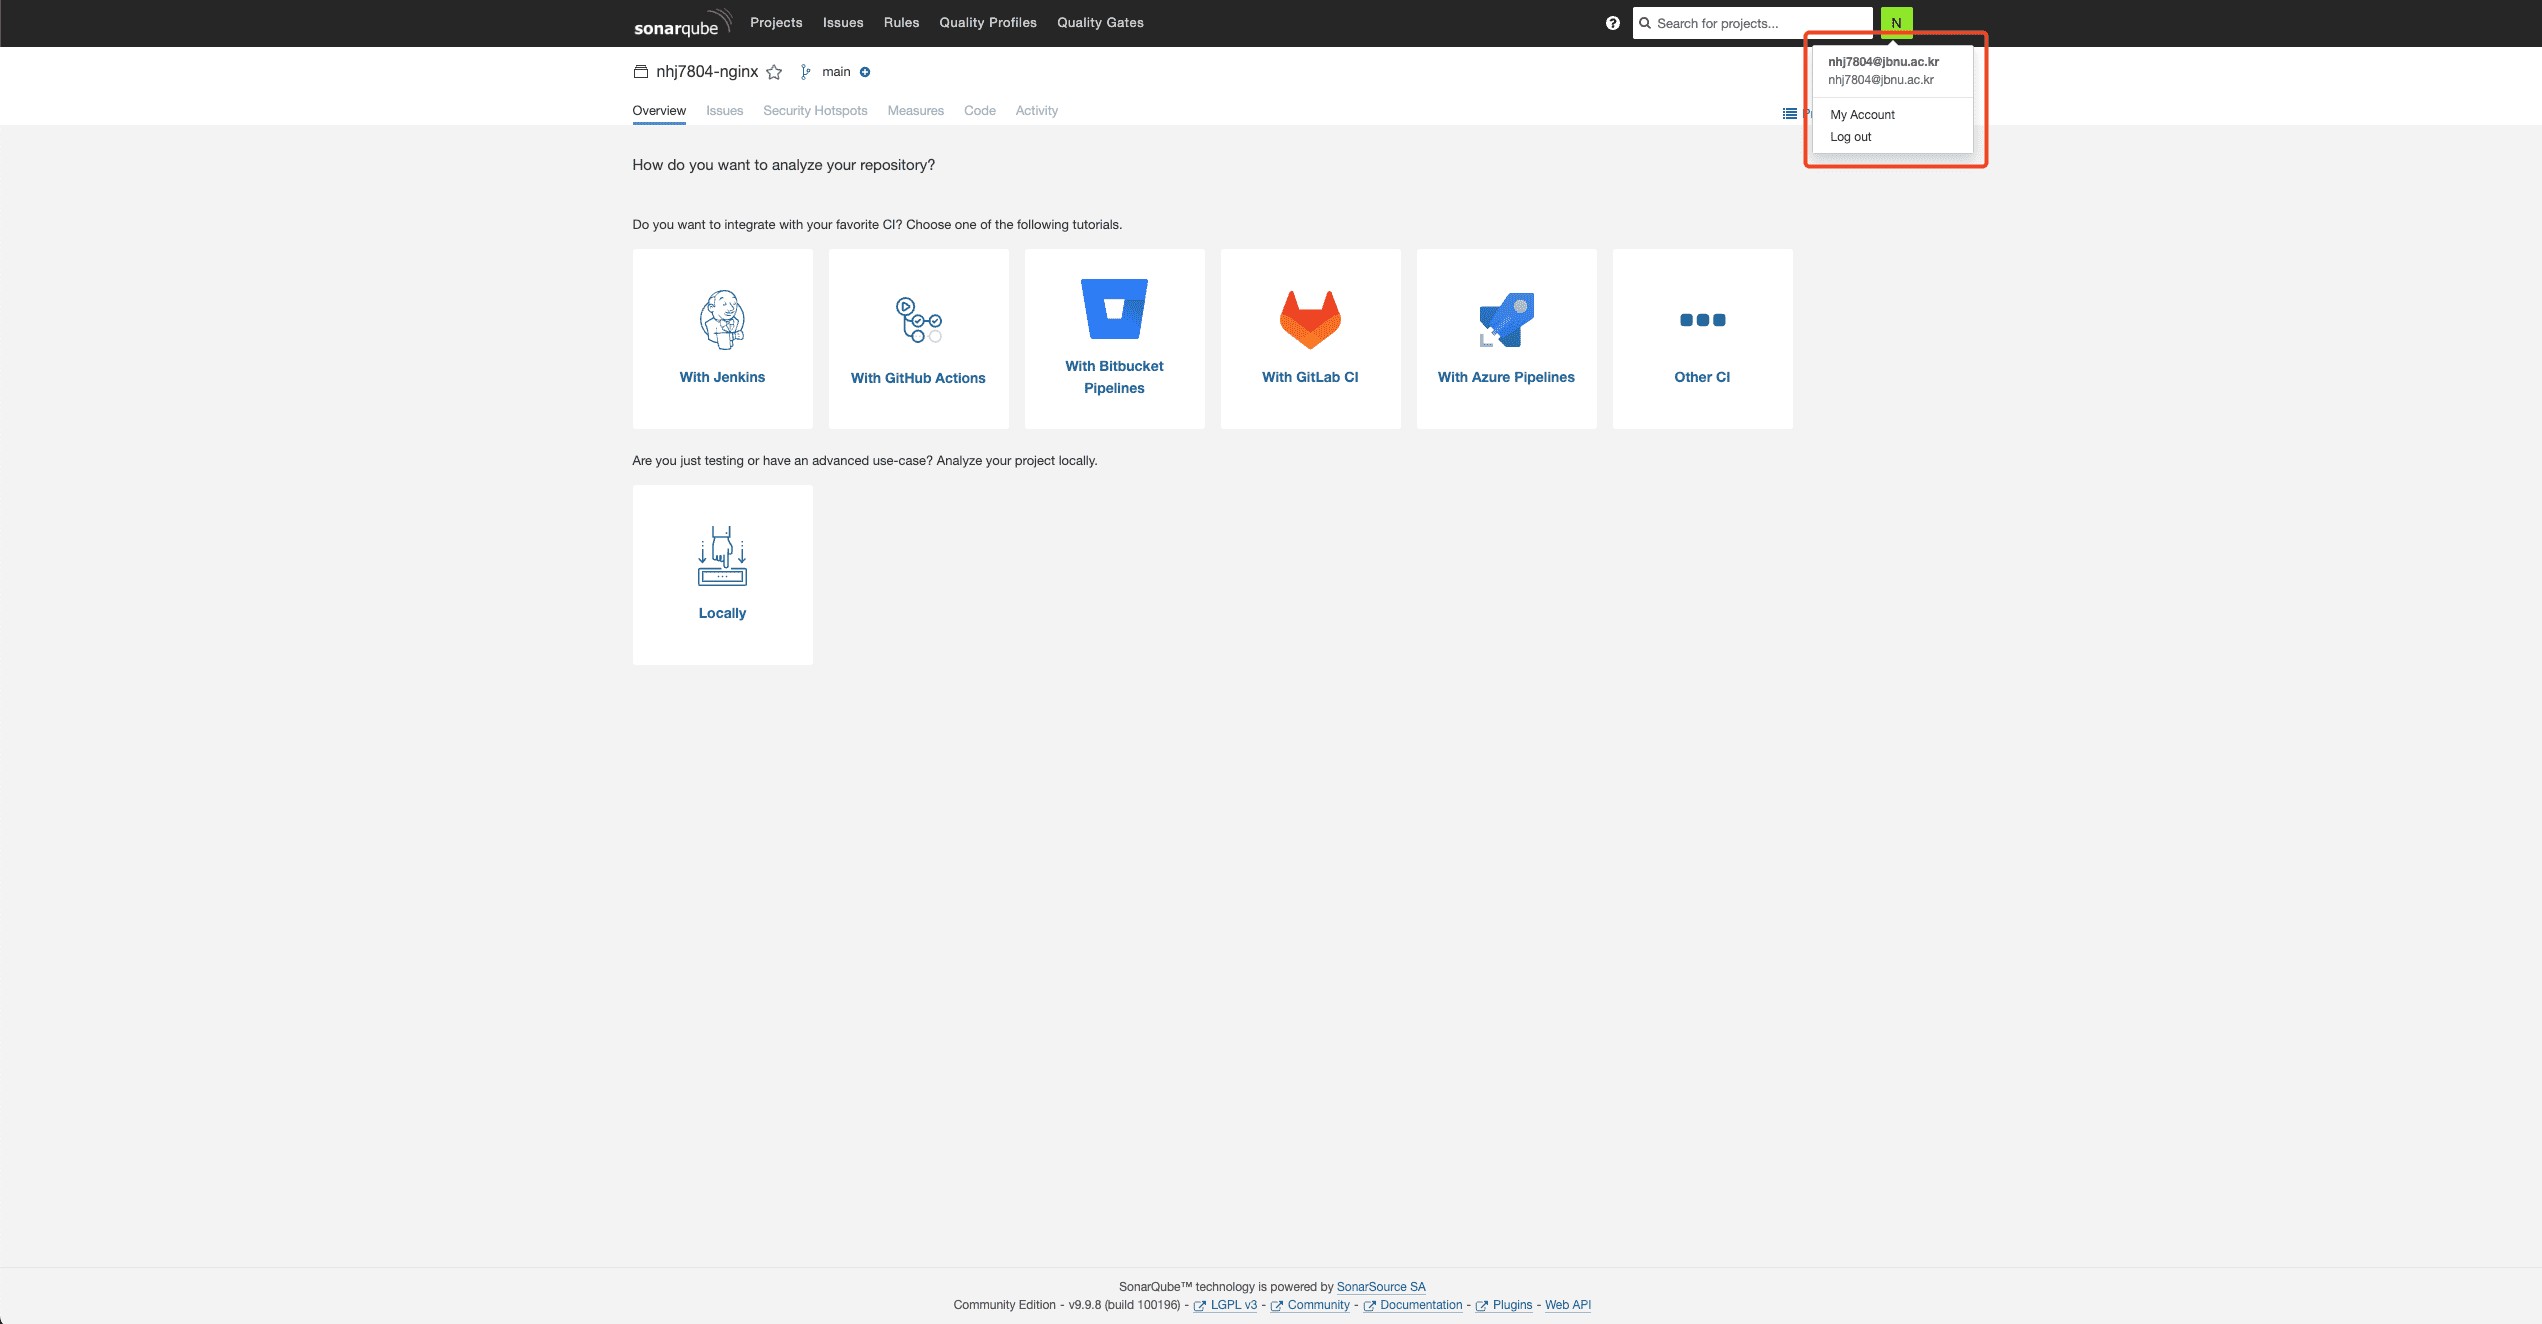 sonarqube Projects Issues Rules Quality Profiles Quality Gates Search for projects... N
nhj7804-nginx main
nhj7804@jbnu.ac.kr
nhj7804@jbnu.ac.kr
My Account
Log out
Overview Issues Security Hotspots Measures Code Activity
How do you want to analyze your repository?
Do you want to integrate with your favorite CI? Choose one of the following tutorials.
With Jenkins
With GitHub Actions
With Bitbucket
Pipelines
With GitLab CI
With Azure Pipelines
Other CI
Are you just testing or have an advanced use-case? Analyze your project locally.
Locally
SonarQube™ technology is powered by SonarSource SA
Community Edition - v9.9.8 (build 100196) - LGPL v3 - Community - Documentation - Plugins - Web API